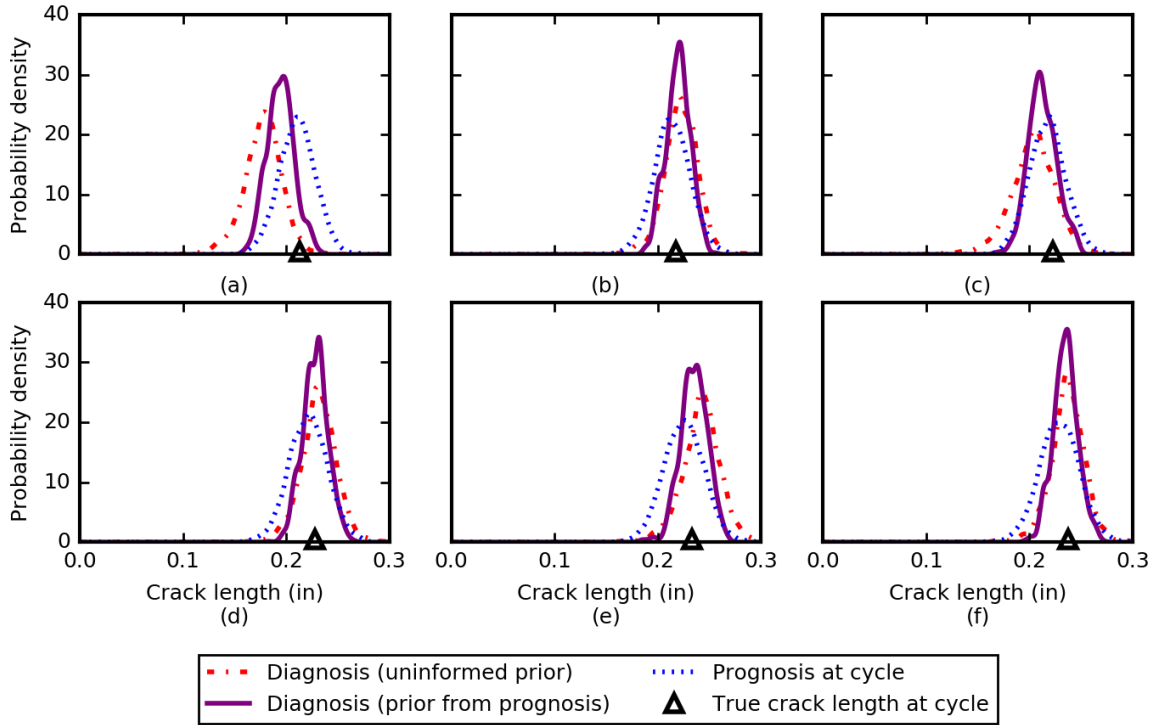 40
30
20
10
0
Probability density
(a)
(b)
(c)
40
30
20
10
0
Probability density
0.0 0.1 0.2 0.3
0.0 0.1 0.2 0.3
0.0 0.1 0.2 0.3
Crack length (in)
Crack length (in)
Crack length (in)
(d)
(e)
(f)
Diagnosis (uninformed prior)
Diagnosis (prior from prognosis)
Prognosis at cycle
True crack length at cycle